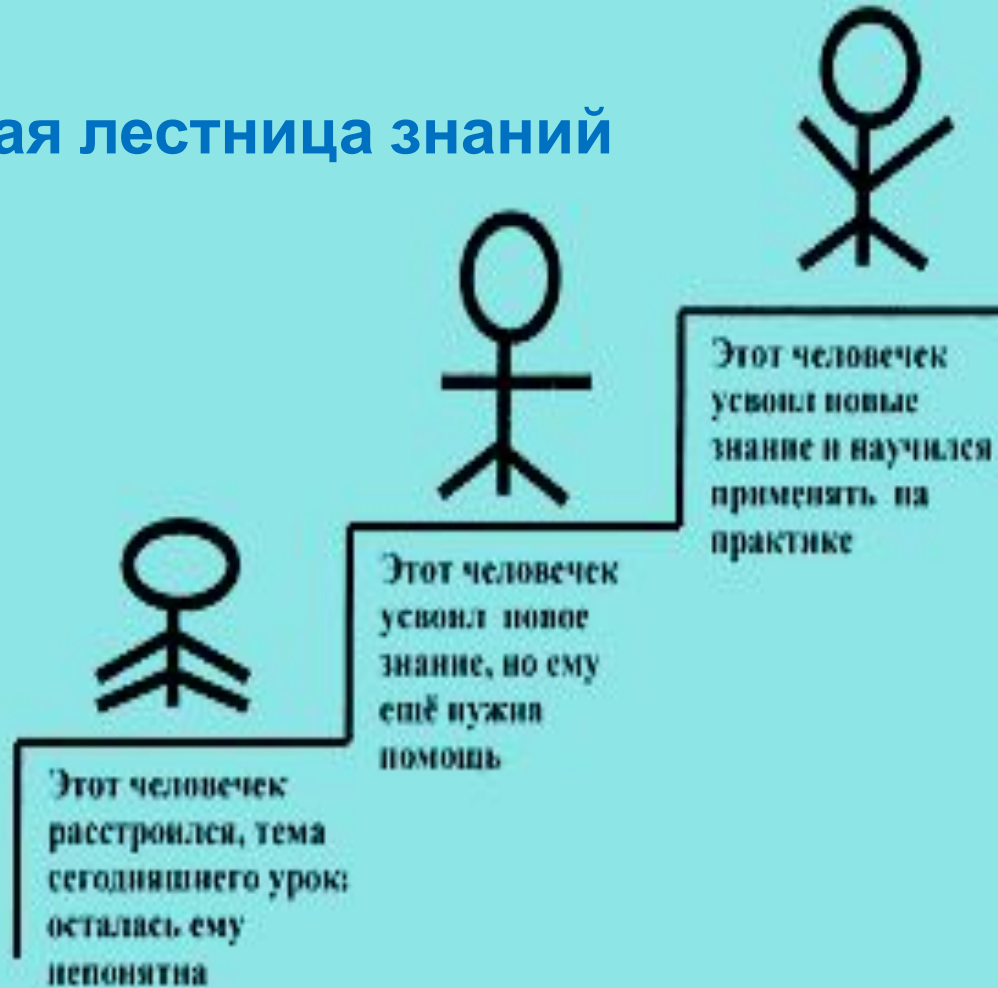 ая лестница знаний
Этот человечек
усвоил новые
знание и научился
применять на
практике
Этот человечек
усвоил новое
знание, но ему
ещё нужна
помощь
Этот человечек
расстроился, тема
сегодняшнего урок
осталась ему
непонятна